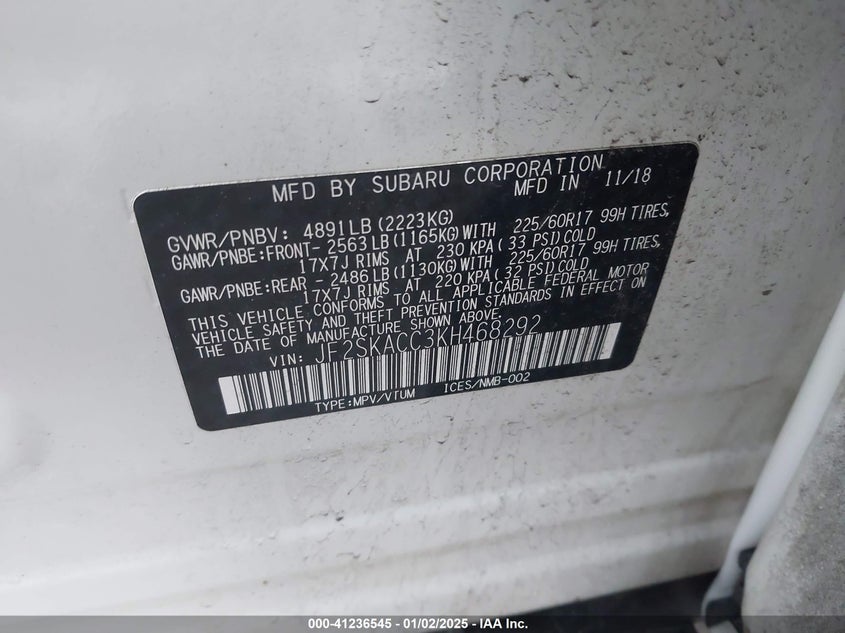 MFD BY SUBARU CORPORATION
MFD IN 11/18
GVWR/PNBV: 4891LB(2223KG)
GAWR/PNBE:FRONT- 2563LB(1165KG)WITH 225/60R17 99H TIRES,
17X7J RIMS AT 230 KPA(33 PSI)COLD
GAWR/PNBE:REAR - 2486LB(1130KG)WITH 225/60R17 99H TIRES,
17X7J RIMS AT 220 KPA(32 PSI)COLD
THIS VEHICLE CONFORMS TO ALL APPLICABLE FEDERAL MOTOR
VEHICLE SAFETY AND THEFT PREVENTION STANDARDS IN EFFECT ON
THE DATE OF MANUFACTURE SHOWN ABOVE.
VIN: JF2SKACC3KH468292
TYPE:MPV/VTUM ICES/NMB-002
000-41236545 - 01/02/2025 - IAA Inc.